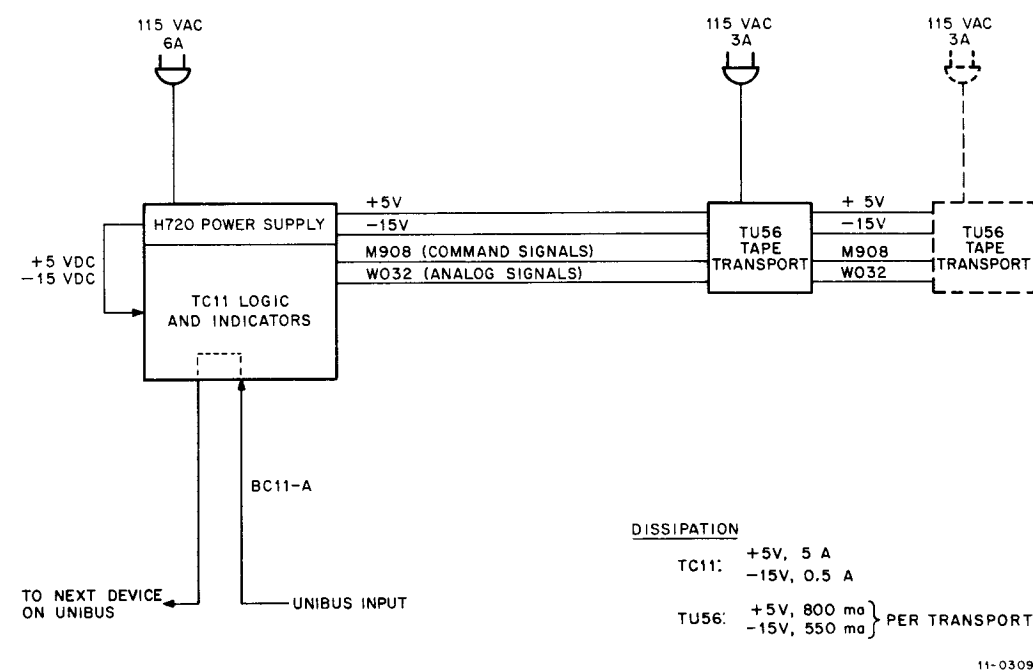 115 VAC
6A
115 VAC
3A
115 VAC
3A
H720 POWER SUPPLY
+5V
-15V
M908 (COMMAND SIGNALS)
W032 (ANALOG SIGNALS)
+5 VDC
-15 VDC
TC11 LOGIC
AND INDICATORS
TU56
TAPE
TRANSPORT
+ 5V
-15V
M908
W032
TU56
TAPE
TRANSPORT
BC11-A
TO NEXT DEVICE
ON UNIBUS
UNIBUS INPUT
DISSIPATION
TC11: +5V, 5 A
-15V, 0.5 A
TU56: +5V, 800 ma
-15V, 550 ma } PER TRANSPORT
11-0309